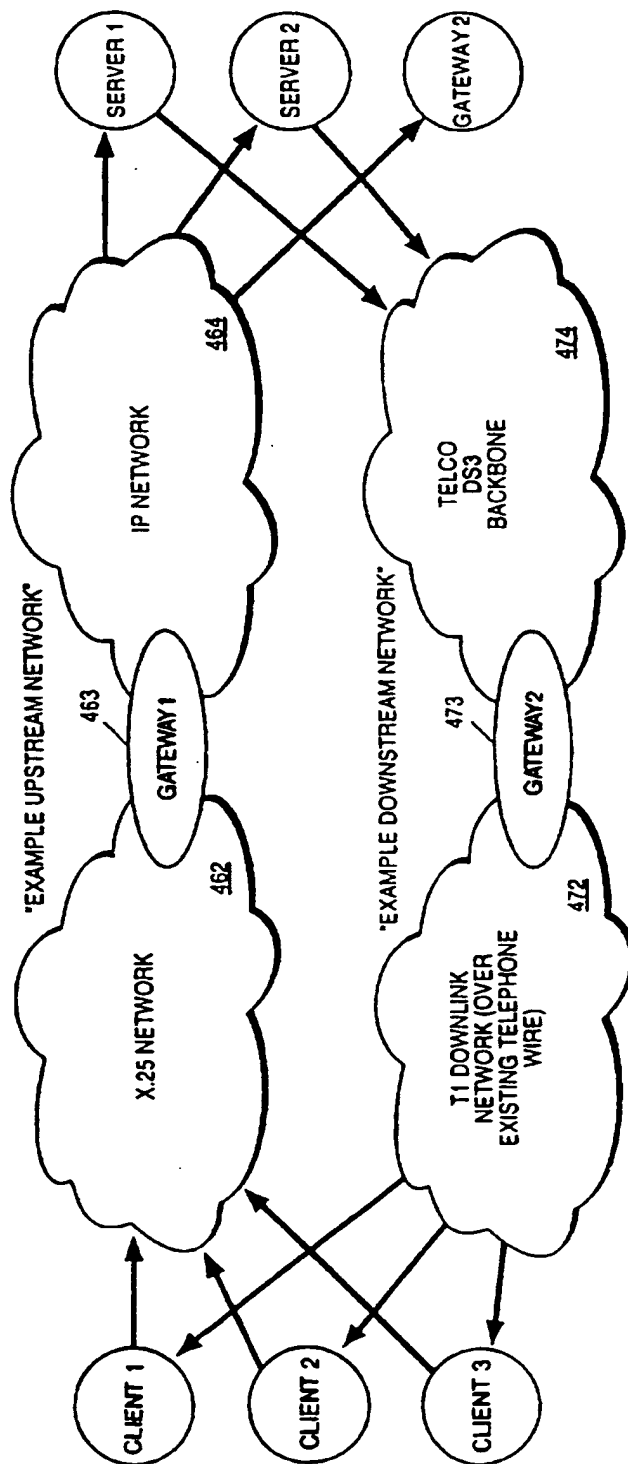 "EXAMPLE UPSTREAM NETWORK"
CLIENT 1
CLIENT 2
CLIENT 3
X.25 NETWORK
462
463
GATEWAY 1
IP NETWORK
464
SERVER 1
SERVER 2
GATEWAY 2
"EXAMPLE DOWNSTREAM NETWORK"
T1 DOWNLINK
NETWORK (OVER
EXISTING TELEPHONE
WIRE)
472
473
GATEWAY 2
TELCO
DS3
BACKBONE
474